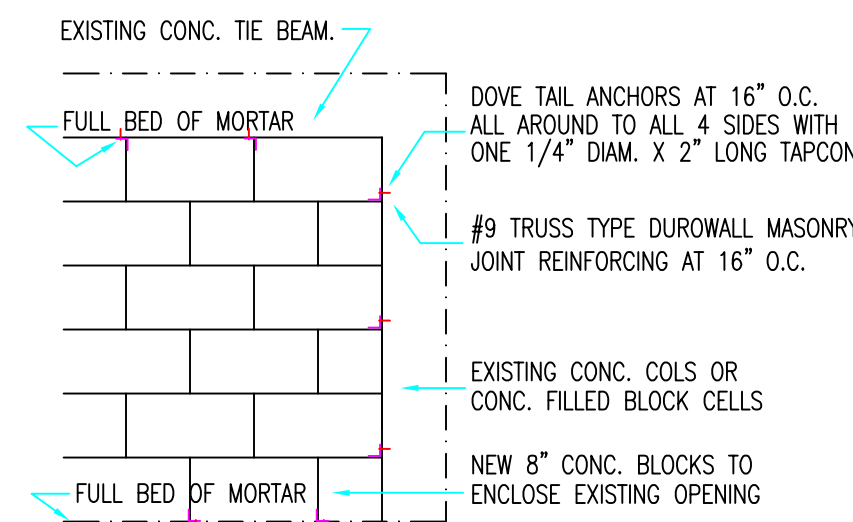 EXISTING CONC. TIE BEAM.
FULL BED OF MORTAR
DOVE TAIL ANCHORS AT 16" O.C.
ALL AROUND TO ALL 4 SIDES WITH
ONE 1/4" DIAM. X 2" LONG TAPCON
#9 TRUSS TYPE DUROWALL MASONRY
JOINT REINFORCING AT 16" O.C.
EXISTING CONC. COLS OR
CONC. FILLED BLOCK CELLS
NEW 8" CONC. BLOCKS TO
ENCLOSE EXISTING OPENING
FULL BED OF MORTAR